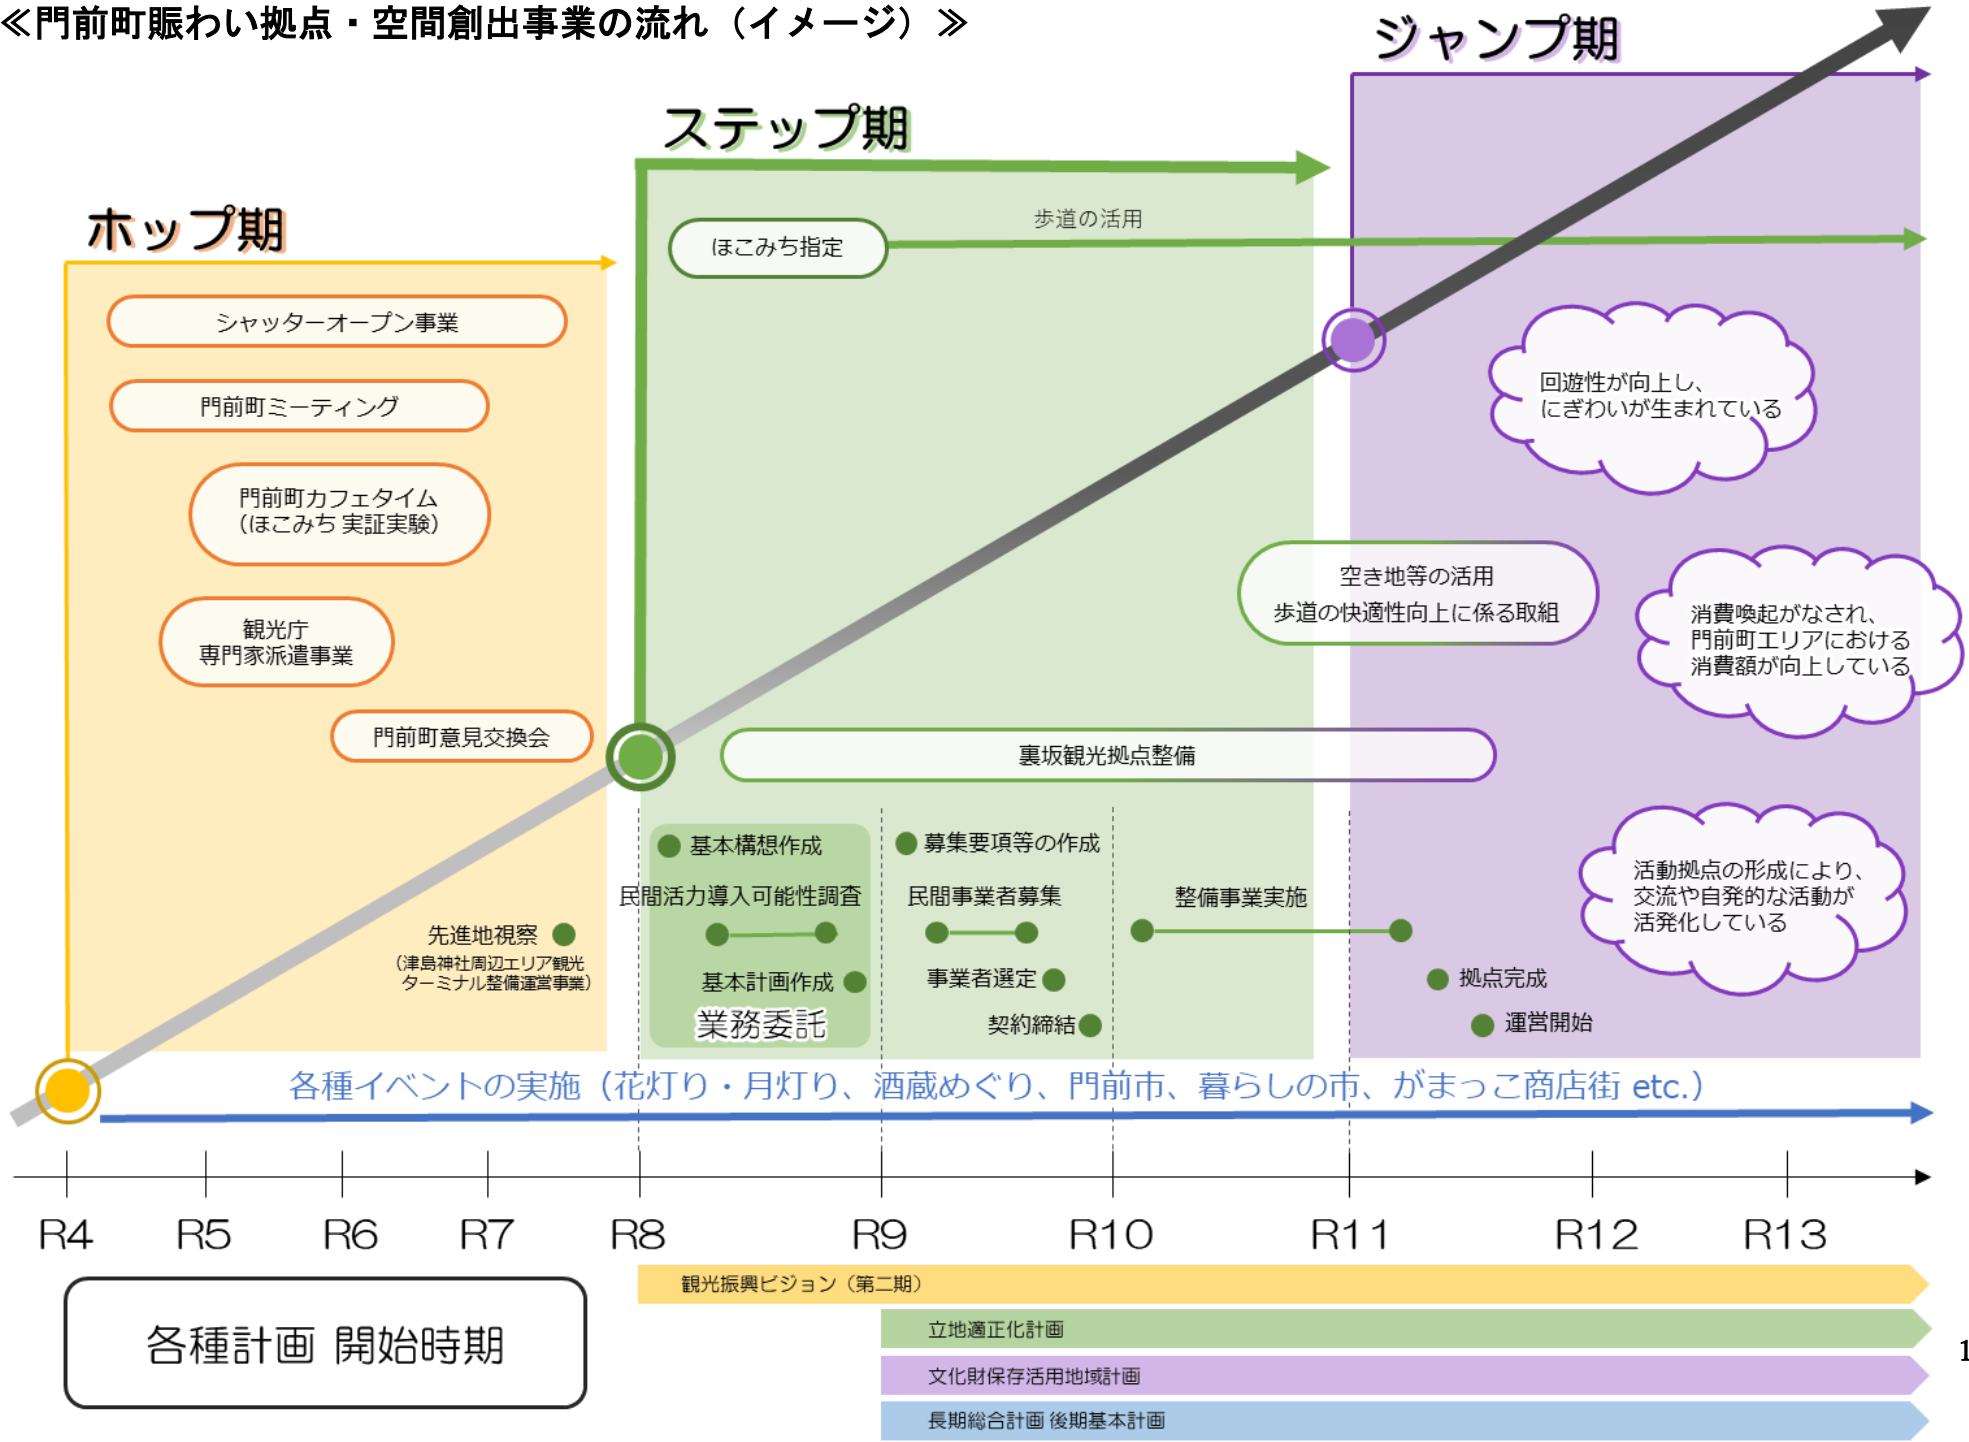 ≪門前町賑わい拠点・空間創出事業の流れ（イメージ）≫
ジャンプ期
ステップ期
ホップ期
歩道の活用
ほこみち指定
シャッターオープン事業
門前町ミーティング
門前町カフェタイム
（ほこみち 実証実験）
観光庁
専門家派遣事業
門前町意見交換会
回遊性が向上し、
にぎわいが生まれている
空き地等の活用
歩道の快適性向上に係る取組
消費喚起がなされ、
門前町エリアにおける
消費額が向上している
裏坂観光拠点整備
基本構想作成
民間活力導入可能性調査
基本計画作成
業務委託
募集要項等の作成
民間事業者募集
事業者選定
契約締結
整備事業実施
拠点完成
運営開始
活動拠点の形成により、
交流や自発的な活動が
活発化している
先進地視察
（津島神社周辺エリア観光
ターミナル整備運営事業）
各種イベントの実施（花灯り・月灯り、酒蔵めぐり、門前市、暮らしの市、がまっこ商店街 etc.）
R4 R5 R6 R7 R8 R9 R10 R11 R12 R13
各種計画 開始時期
観光振興ビジョン（第二期）
立地適正化計画
文化財保存活用地域計画
長期総合計画 後期基本計画
1